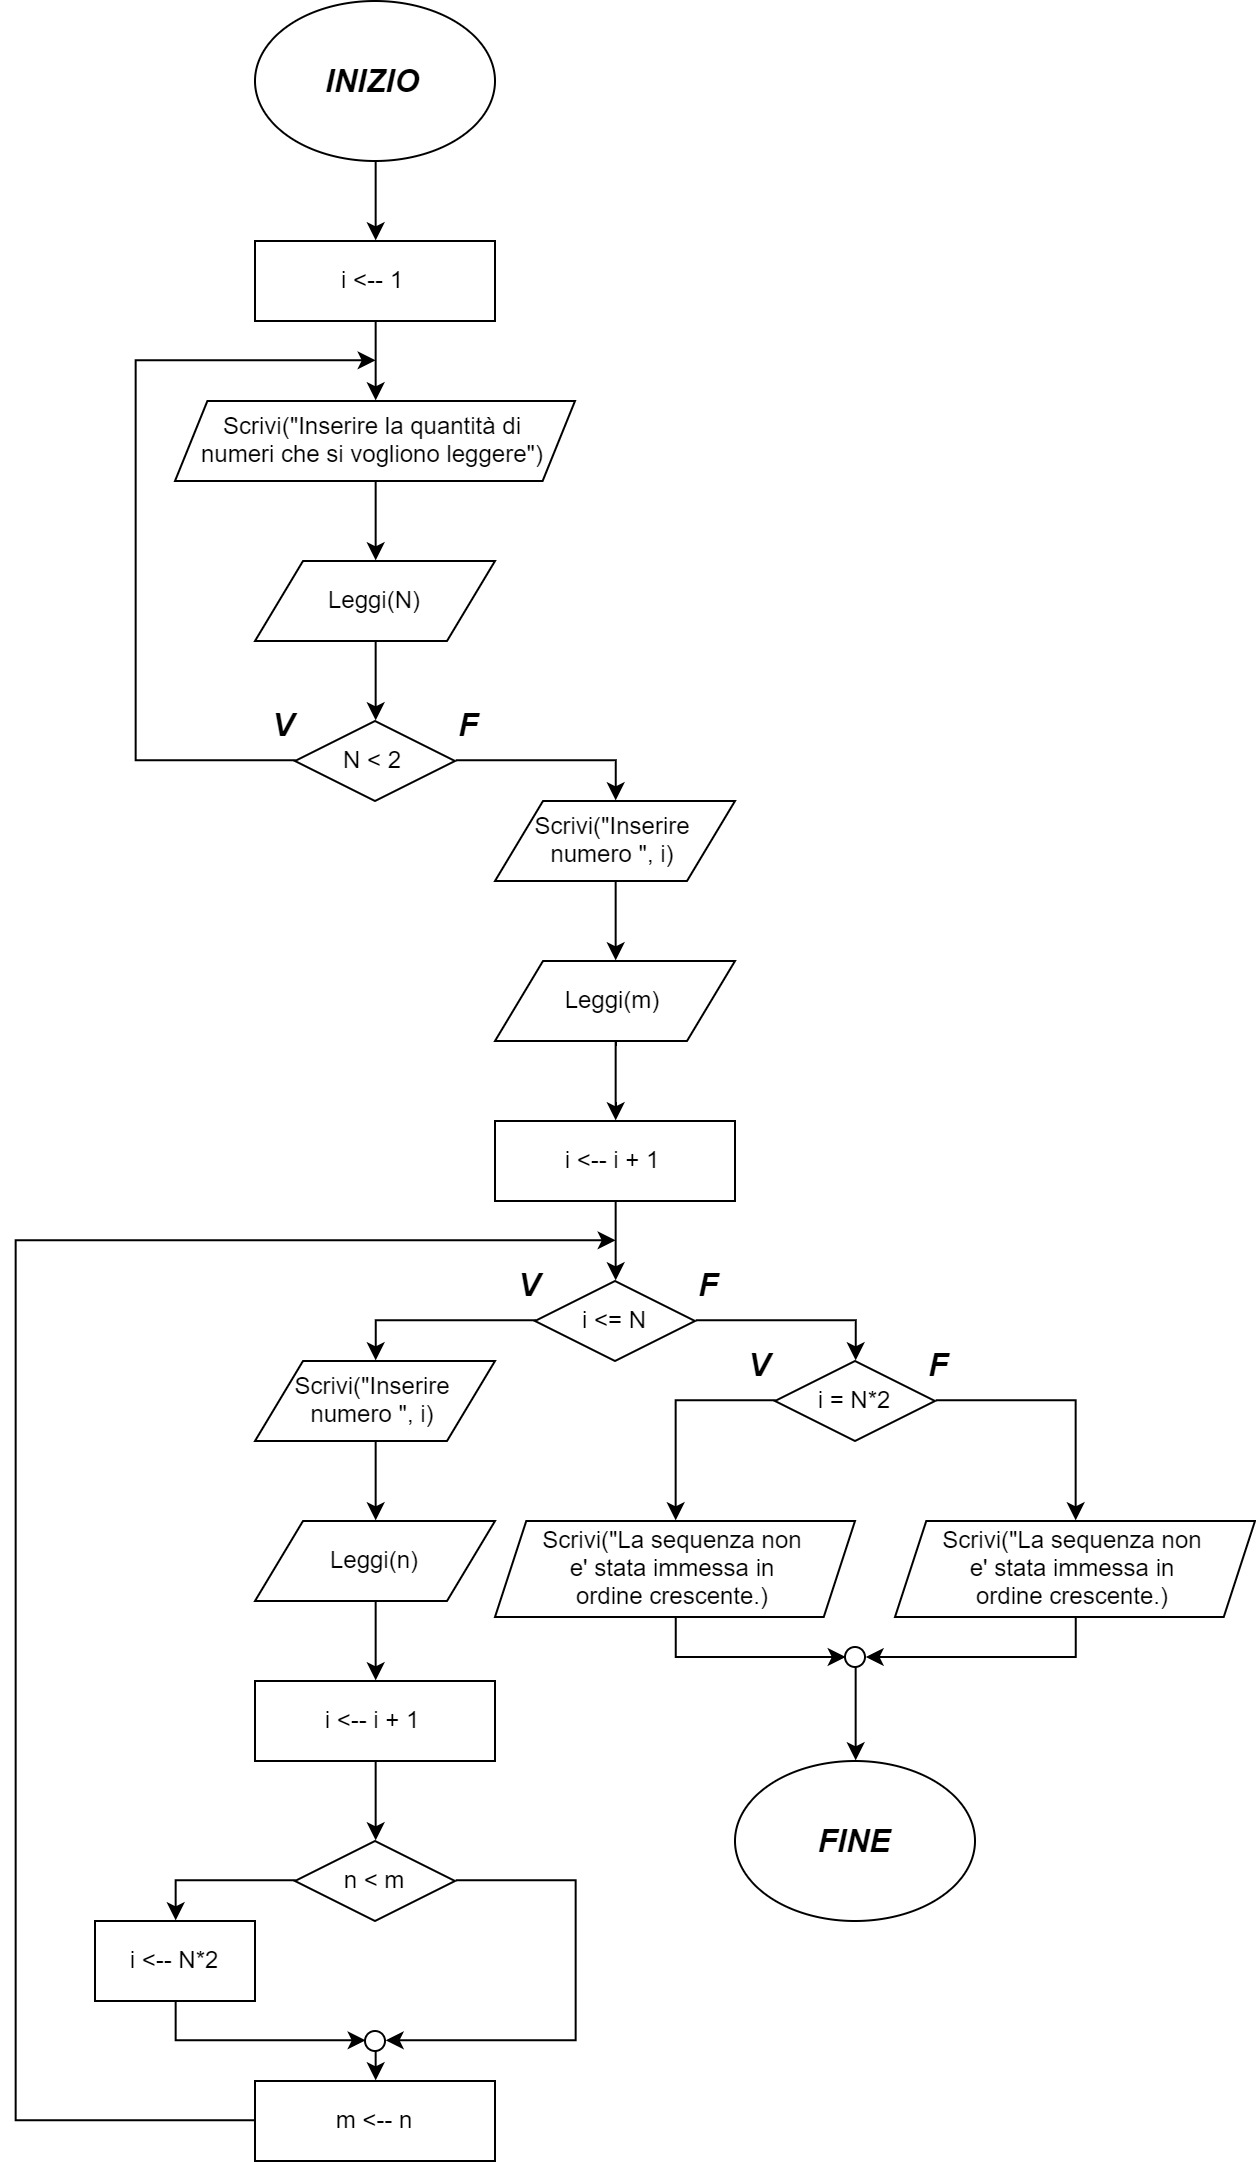 INIZIO
i <-- 1
Scrivi("Inserire la quantità di
numeri che si vogliono leggere")
Leggi(N)
V
F
N < 2
Scrivi("Inserire
numero ", i)
Leggi(m)
i <-- i + 1
V
F
i <= N
Scrivi("Inserire
numero ", i)
Leggi(n)
i <-- i + 1
n < m
i <-- N*2
m <-- n
V
F
i = N*2
Scrivi("La sequenza non
e' stata immessa in
ordine crescente.)
Scrivi("La sequenza non
e' stata immessa in
ordine crescente.)
FINE